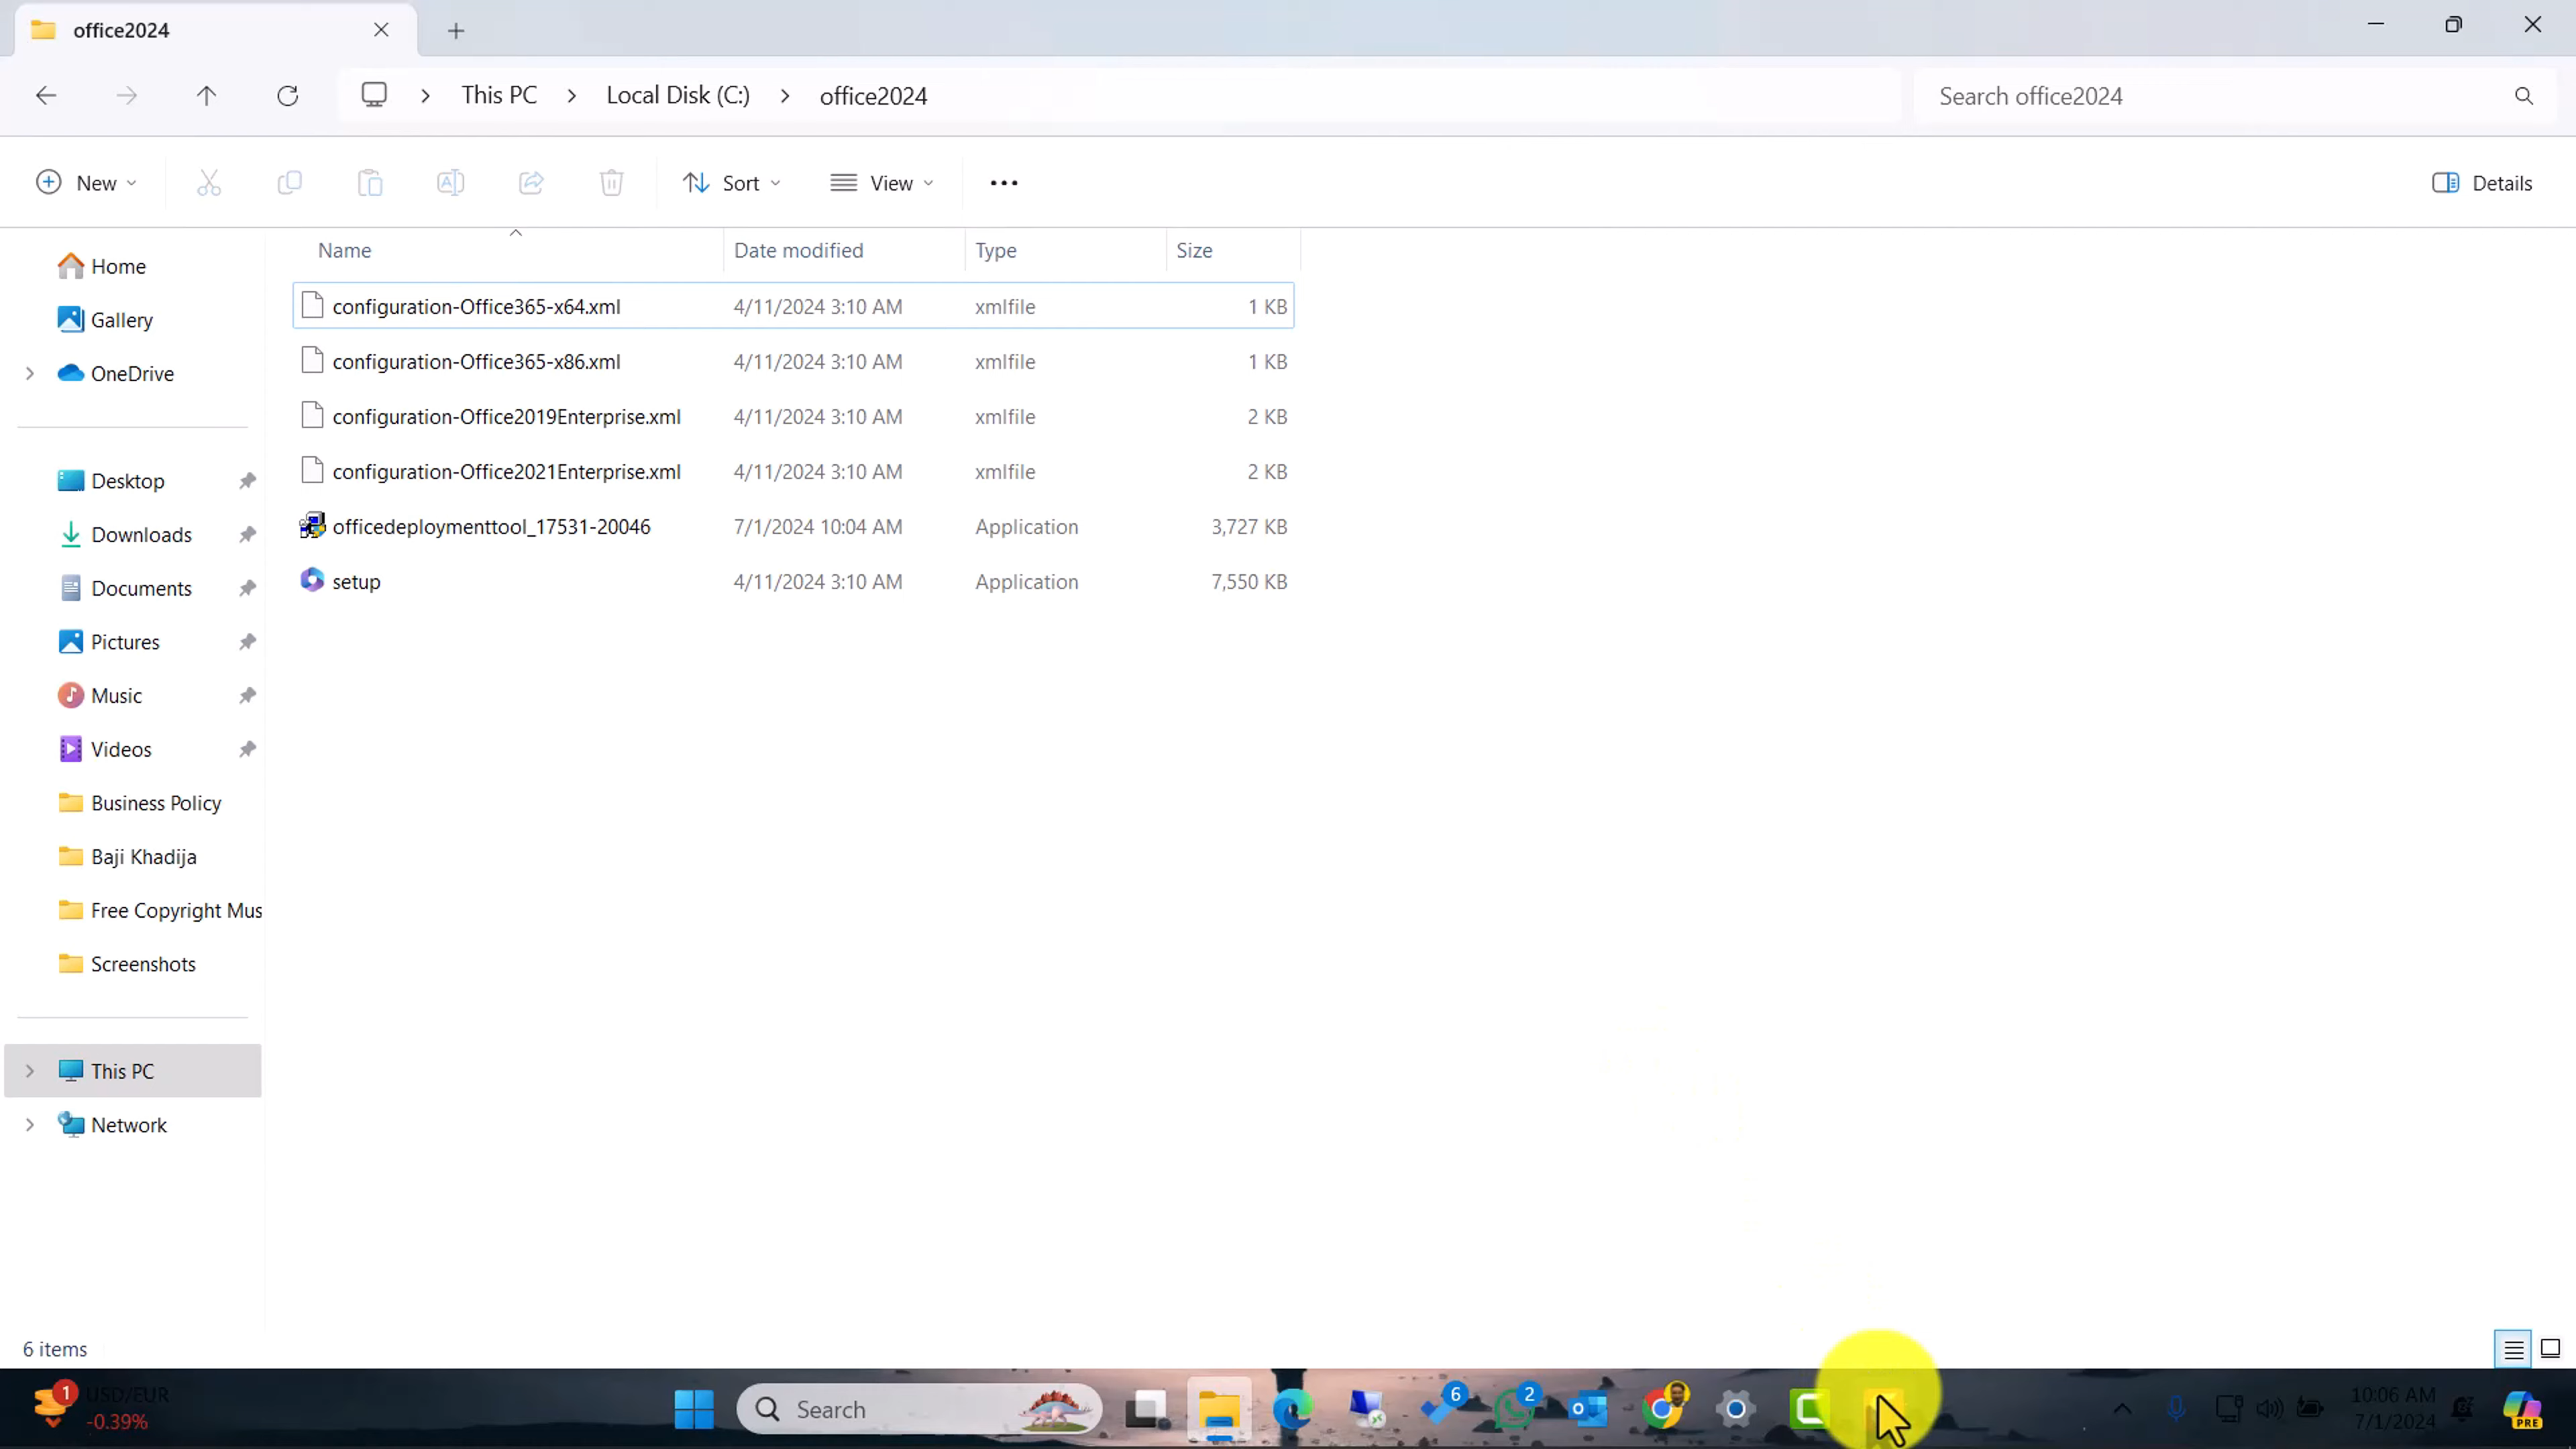 office2024
This PC Local Disk (C:) office2024
Search office2024
New Sort View Details
Name Date modified Type Size
configuration-Office365-x64.xml 4/11/2024 3:10 AM xmlfile 1 KB
configuration-Office365-x86.xml 4/11/2024 3:10 AM xmlfile 1 KB
configuration-Office2019Enterprise.xml 4/11/2024 3:10 AM xmlfile 2 KB
configuration-Office2021Enterprise.xml 4/11/2024 3:10 AM xmlfile 2 KB
officedeploymenttool_17531-20046 7/1/2024 10:04 AM Application 3,727 KB
setup 4/11/2024 3:10 AM Application 7,550 KB
Home
Gallery
OneDrive
Desktop
Downloads
Documents
Pictures
Music
Videos
Business Policy
Baji Khadija
Free Copyright Mus
Screenshots
This PC
Network
6 items
1 USD/EUR
-0.39%
Search
6
2
10:06 AM
7/1/2024
PRE